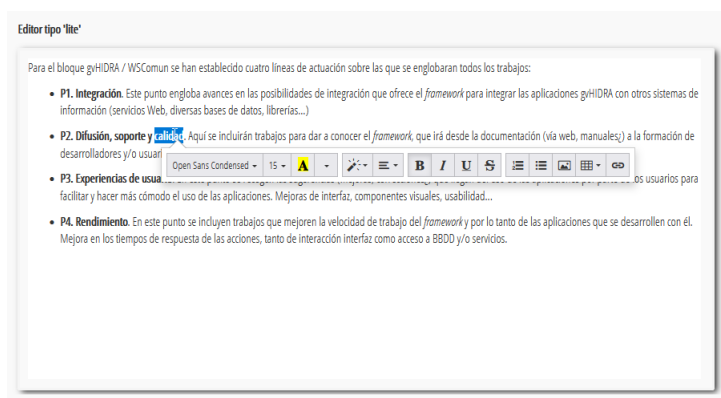 Editor tipo 'lite'
Para el bloque gvHIDRA / WSComun se han establecido cuatro líneas de actuación sobre las que se englobaran todos los trabajos:
• P1. Integración. Este punto engloba avances en las posibilidades de integración que ofrece el framework para integrar las aplicaciones gvHIDRA con otros sistemas de
información (servicios Web, diversas bases de datos, librerías...)
• P2. Difusión, soporte y calidad. Aquí se incluirán trabajos para dar a conocer el framework, que irá desde la documentación (vía web, manuales¿) a la formación de
desarrolladores y/o usuar
Open Sans Condensed 15 A B I U S
• P3. Experiencias de usua los usuarios para
facilitar y hacer más cómodo el uso de las aplicaciones. Mejoras de interfaz, componentes visuales, usabilidad...
• P4. Rendimiento. En este punto se incluyen trabajos que mejoren la velocidad de trabajo del framework y por lo tanto de las aplicaciones que se desarrollen con él.
Mejora en los tiempos de respuesta de las acciones, tanto de interacción interfaz como acceso a BBDD y/o servicios.